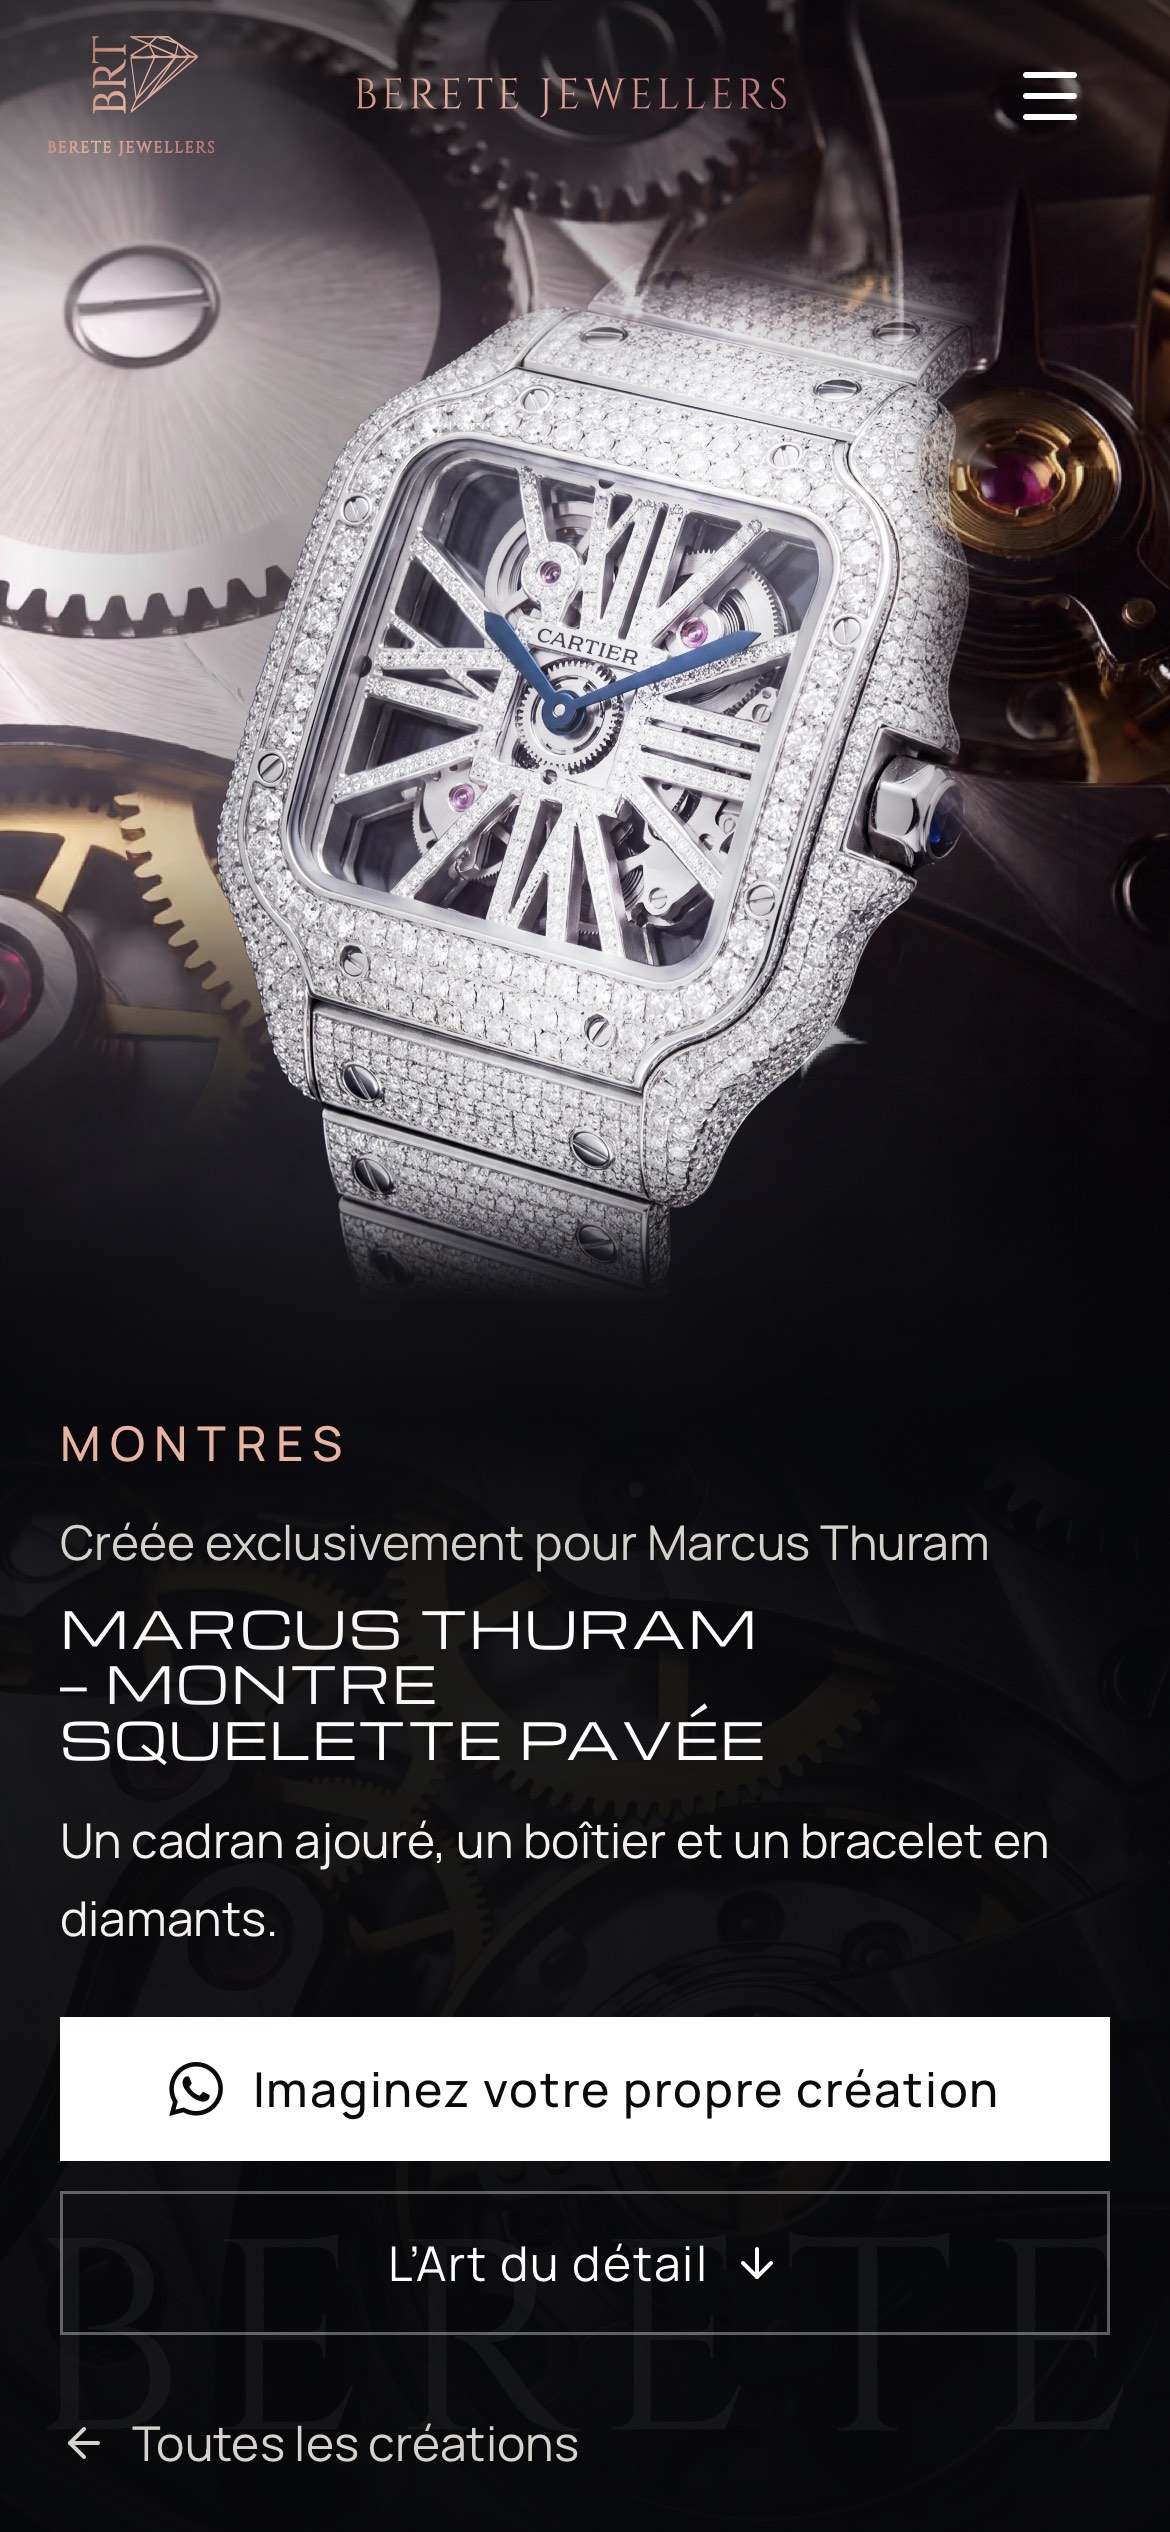 BRT
BERETE JEWELLERS
BERETE JEWELLERS
CARTIER
MONTRES
Créée exclusivement pour Marcus Thuram
MARCUS THURAM
– MONTRE
SQUELETTE PAVÉE
Un cadran ajouré, un boîtier et un bracelet en
diamants.
Imaginez votre propre création
L’Art du détail ↓
BERETE
← Toutes les créations